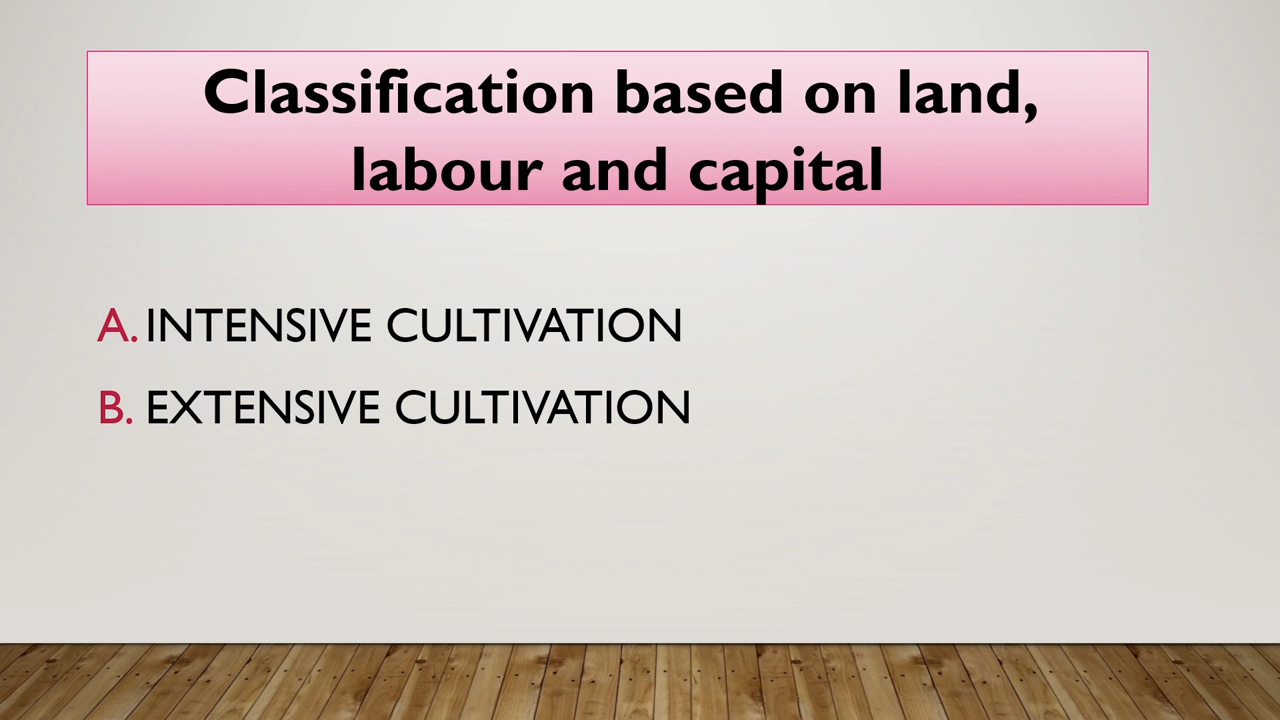 Classification based on land,
labour and capital
A. INTENSIVE CULTIVATION
B. EXTENSIVE CULTIVATION